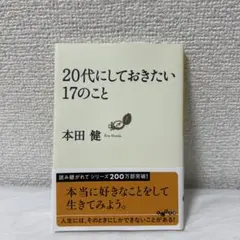 20代にしておきたい
17のこと
本田 健
Ken Honda
読み継がれてシリーズ200万部突破!
本当に好きなことをして
生きてみよう。
人生には、そのときにしかできないことがある!